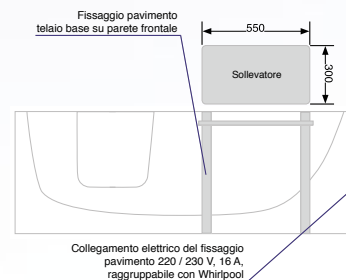 Fissaggio pavimento
telaio base su parete frontale
550
300
Sollevatore
Collegamento elettrico del fissaggio
pavimento 220 / 230 V, 16 A,
raggruppabile con Whirlpool